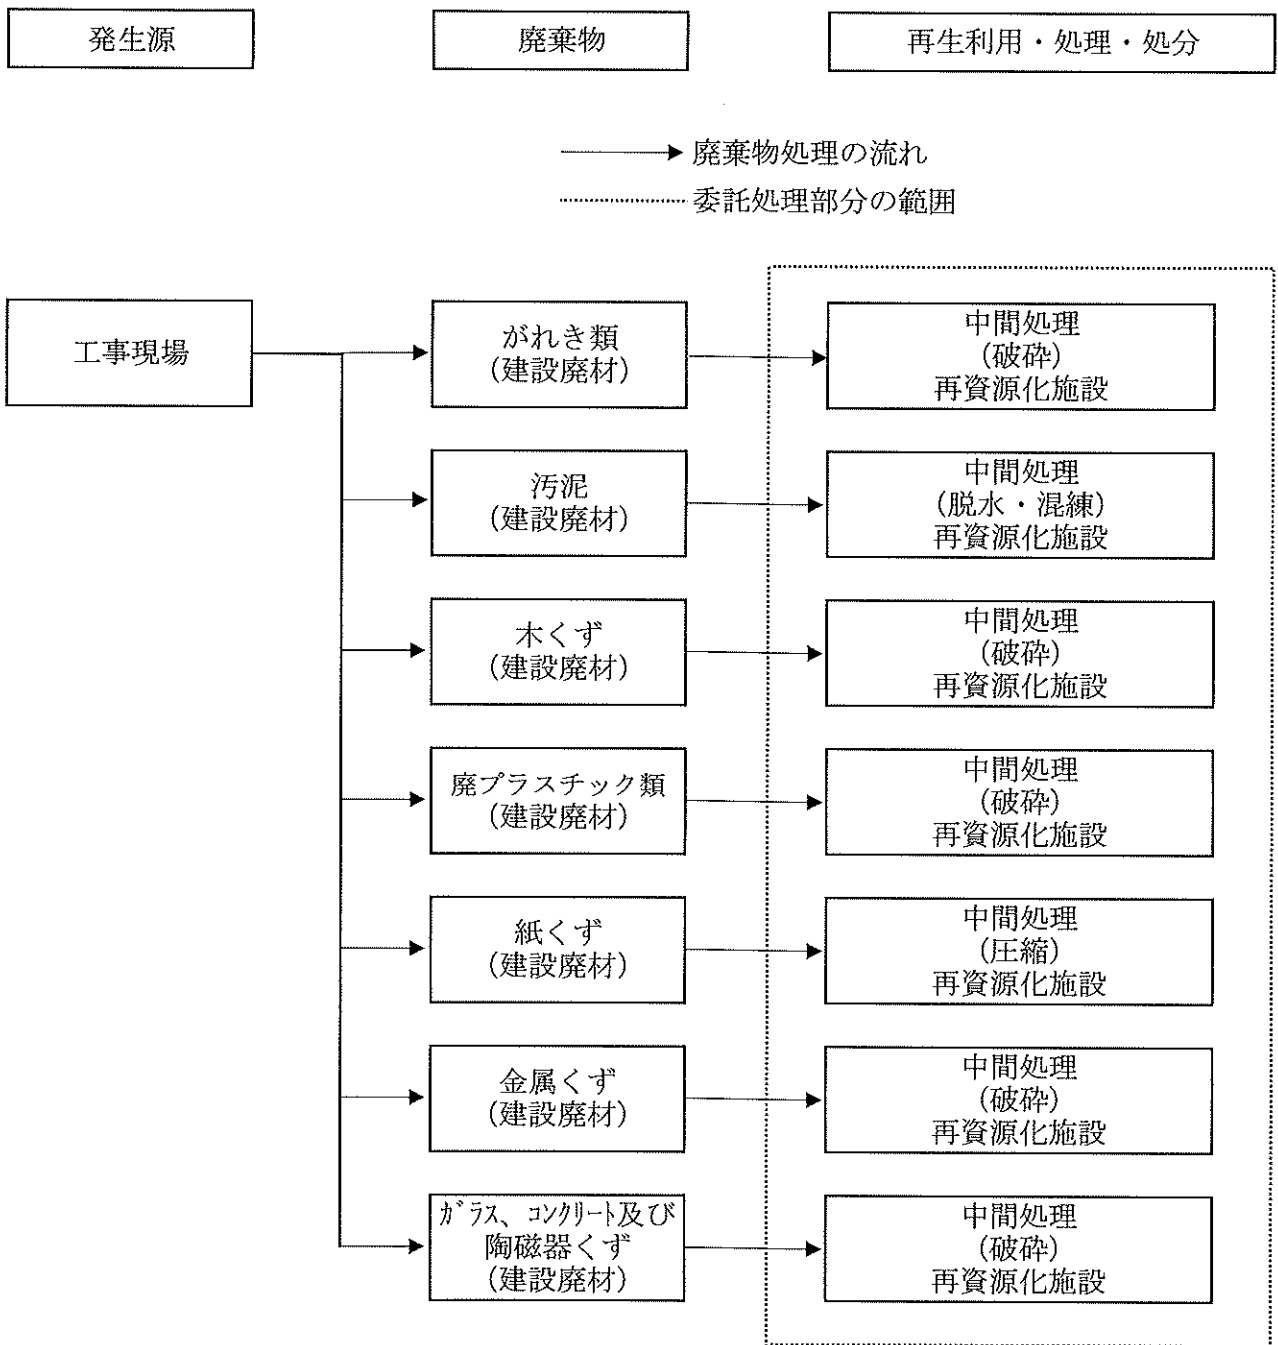 発生源
廃棄物
再生利用・処理・処分
廃棄物処理の流れ
委託処理部分の範囲
工事現場
がれき類
(建設廃材)
中間処理
(破砕)
再資源化施設
汚泥
(建設廃材)
中間処理
(脱水・混練)
再資源化施設
木くず
(建設廃材)
中間処理
(破砕)
再資源化施設
廃プラスチック類
(建設廃材)
中間処理
(破砕)
再資源化施設
紙くず
(建設廃材)
中間処理
(圧縮)
再資源化施設
金属くず
(建設廃材)
中間処理
(破砕)
再資源化施設
ｶﾞﾗｽ、ｺﾝｸﾘｰﾄ及び
陶磁器くず
(建設廃材)
中間処理
(破砕)
再資源化施設